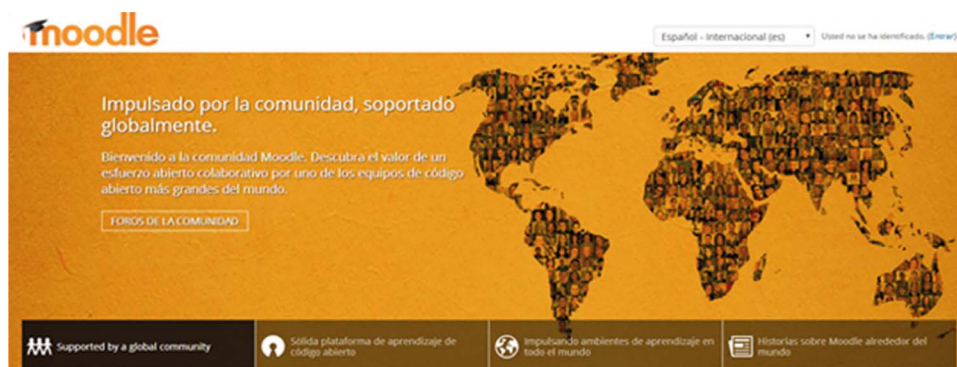 moodle
Español - Internacional (es)
Usted no se ha identificado. (Entrar)
Impulsado por la comunidad, soportado
globalmente.
Bienvenido a la comunidad Moodle. Descubra el valor de un
esfuerzo abierto colaborativo por uno de los equipos de código
abierto más grandes del mundo.
FOROS DE LA COMUNIDAD
Supported by a global community
Sólida plataforma de aprendizaje de
código abierto
Impulsando ambientes de aprendizaje en
todo el mundo
Historias sobre Moodle alrededor del
mundo